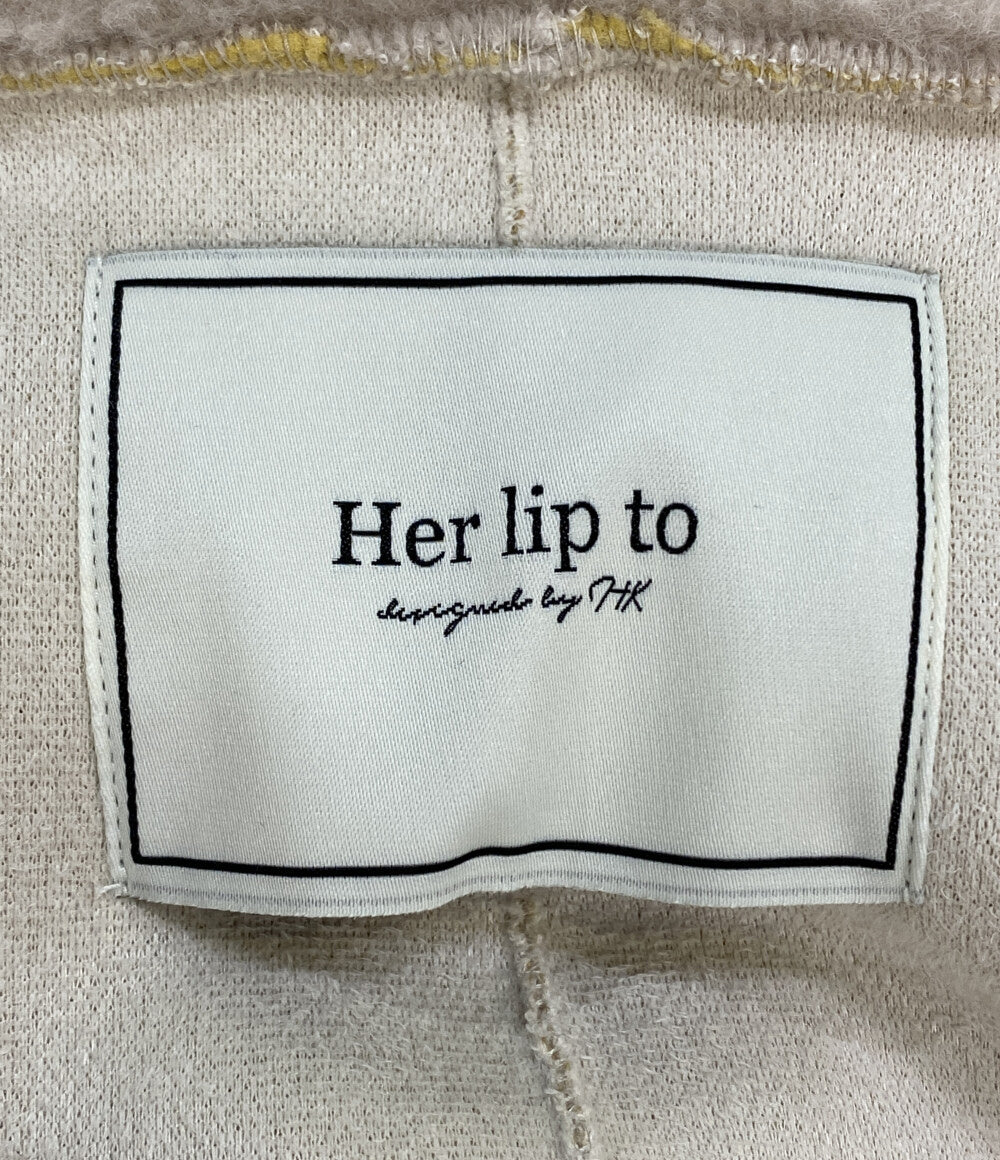 Her lip to
designed by HK